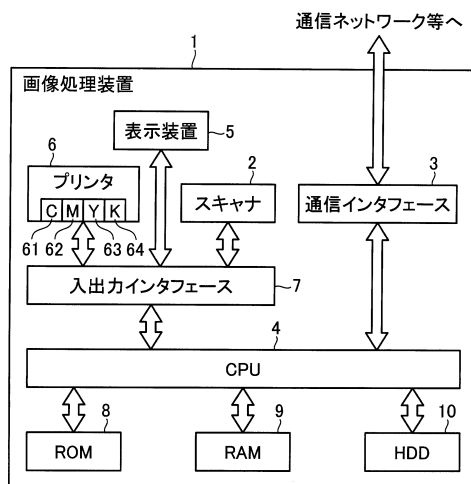 通信ネットワーク等へ
1
画像処理装置
表示装置
5
6
プリンタ
C M Y K
61 62 63 64
2
スキャナ
3
通信インタフェース
入出力インタフェース
7
4
CPU
8
ROM
9
RAM
10
HDD